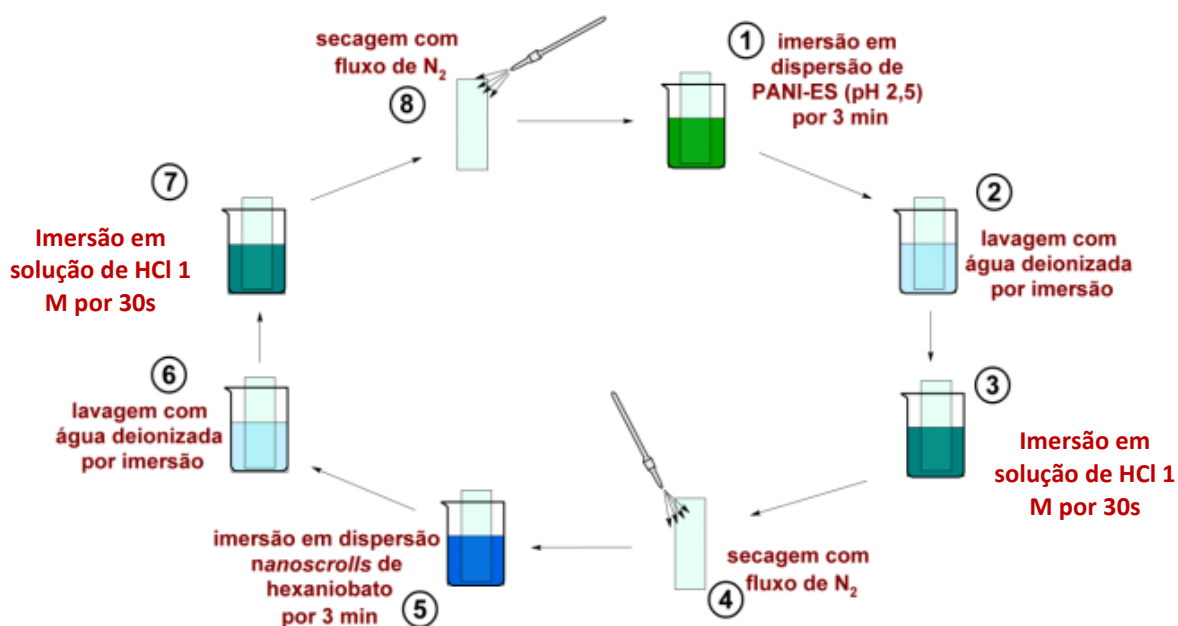 1
imersão em
dispersão de
PANI-ES (pH 2,5)
por 3 min
2
lavagem com
água deionizada
por imersão
3
Imersão em
solução de HCl 1
M por 30s
secagem com
fluxo de N₂
4
imersão em dispersão
nanoscrolls de
hexaniobato
por 3 min
5
6
lavagem com
água deionizada
por imersão
7
Imersão em
solução de HCl 1
M por 30s
secagem com
fluxo de N₂
8